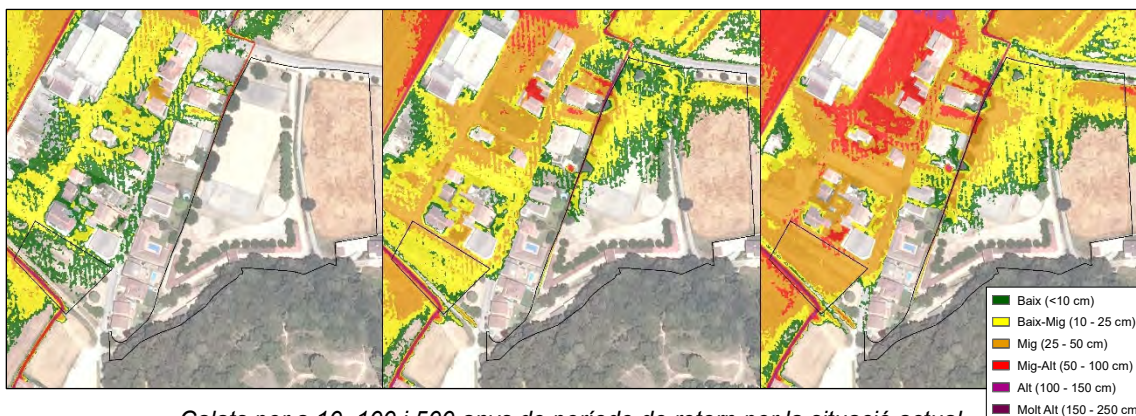 Baix (<10 cm)
Baix-Mig (10 - 25 cm)
Mig (25 - 50 cm)
Mig-Alt (50 - 100 cm)
Alt (100 - 150 cm)
Molt Alt (150 - 250 cm)
Calats per a 10, 100 i 500 anys de període de retorn per la situació actual